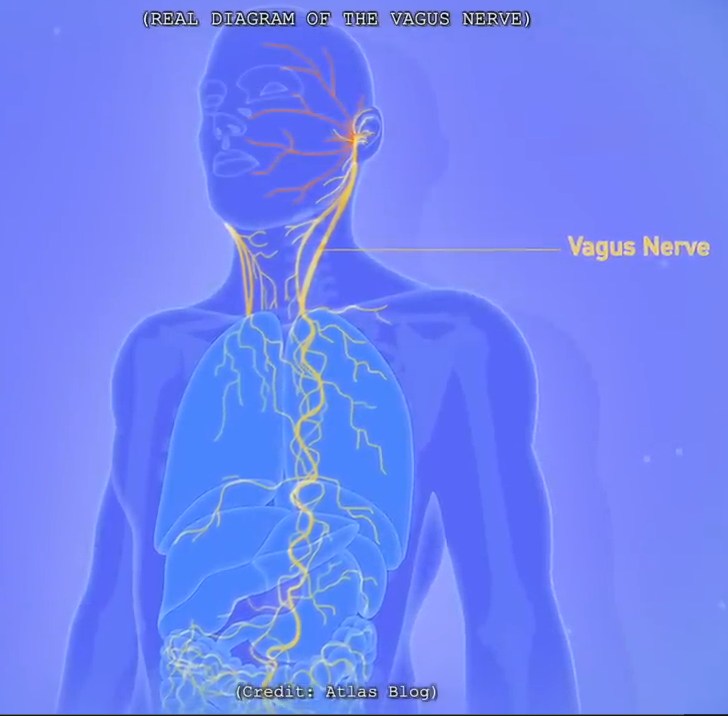 (REAL DIAGRAM OF THE VAGUS NERVE)
Vagus Nerve
(Credit: Atlas Blog)